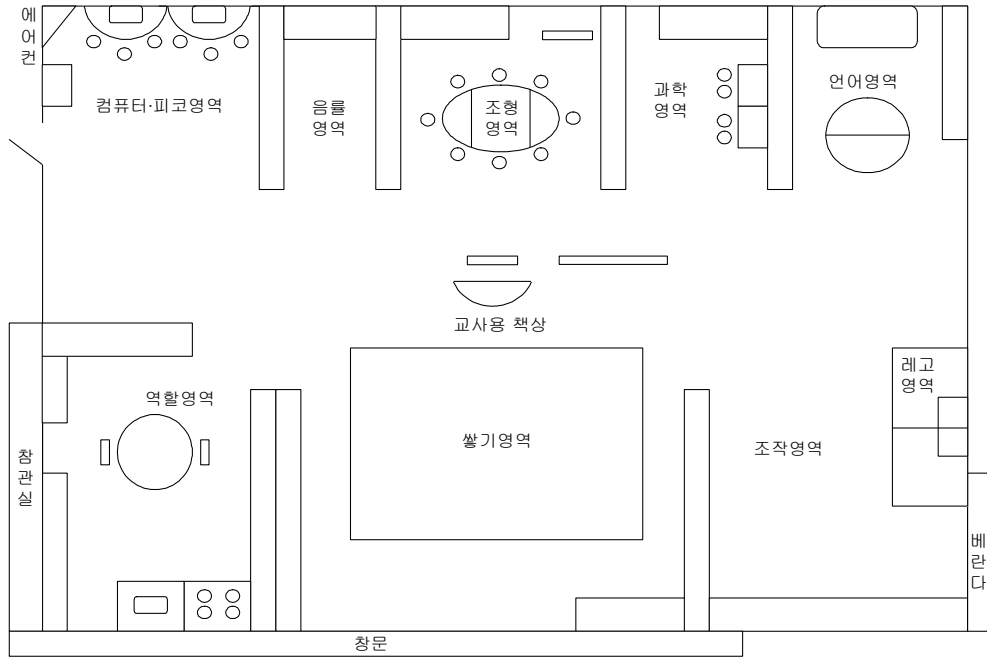 에
어
컨
컴퓨터·피코영역
음률
영역
조형
영역
과학
영역
언어영역
교사용 책상
역할영역
쌓기영역
레고
영역
조작영역
참
관
실
베
란
다
창문